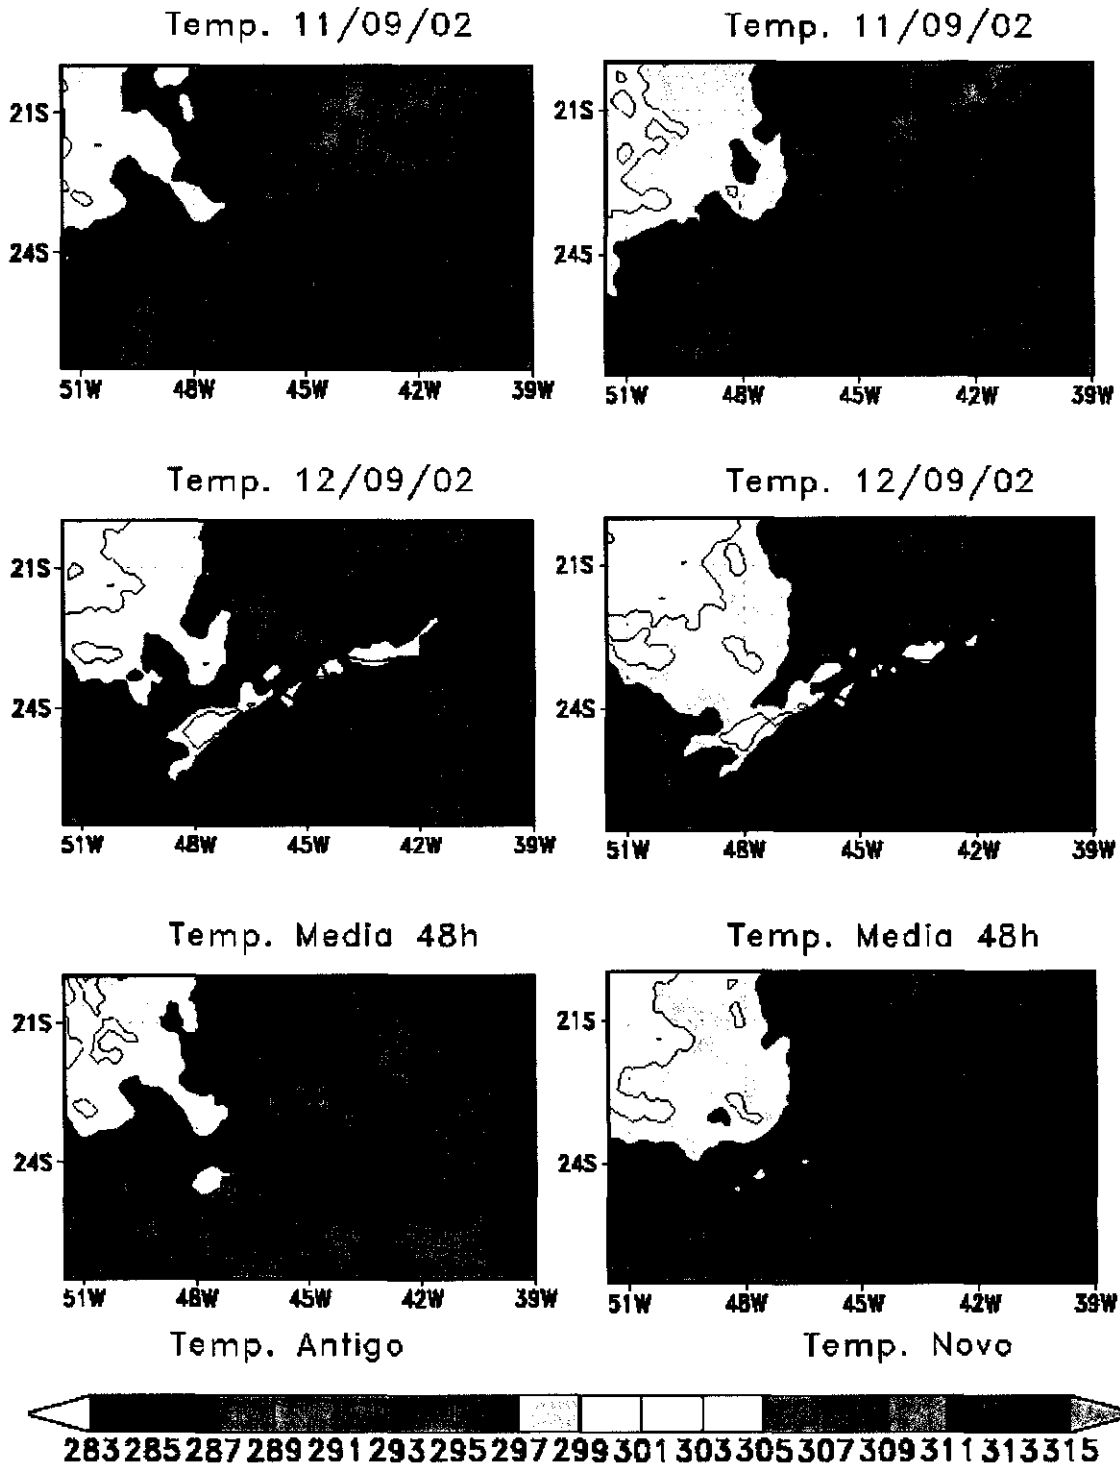 Temp. 11/09/02
Temp. 11/09/02
21S
24S
51W 48W 45W 42W 39W
21S
24S
51W 48W 45W 42W 39W
Temp. 12/09/02
Temp. 12/09/02
21S
24S
51W 48W 45W 42W 39W
21S
24S
51W 48W 45W 42W 39W
Temp. Media 48h
Temp. Media 48h
21S
24S
51W 48W 45W 42W 39W
21S
24S
51W 48W 45W 42W 39W
Temp. Antigo
Temp. Novo
283 285 287 289 291 293 295 297 299 301 303 305 307 309 311 313 315